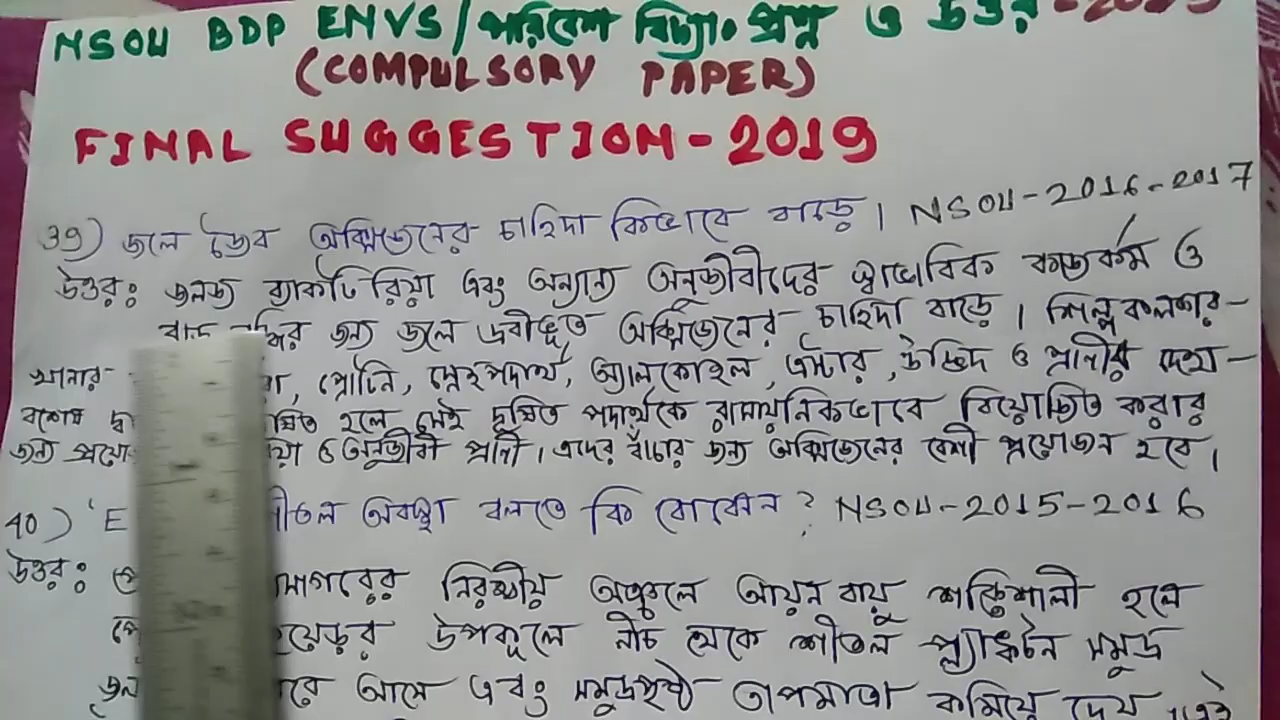 NSOU BDP ENVS/পরিবেশ বিদ্যা. প্রশ্ন ও উত্তর-
(COMPULSORY PAPER)
FINAL SUGGESTION-2019
39) জলে জৈব অক্সিজেনের চাহিদা কিভাবে বাড়ে। NSOU-2016-2017
উত্তরঃ জলজ ব্যাকটিরিয়া এবং অন্যান্য অনুজীবীদের স্বাভাবিক কাজকর্ম ও
জন্য জলে দ্রবীভূত অক্সিজেনের চাহিদা বাড়ে। শিল্পকলকার-
খানার প্রোটিন, স্নেহপদার্থ, অ্যালকোহল, এস্টার, উদ্ভিদ ও প্রাণীর দেহা-
বশেষ হলে সেই দূষিত পদার্থকে রাসায়নিকভাবে বিয়োজিত করার
জন্য ও অনুজীবী প্রানী। এদের বাঁচার জন্য অক্সিজেনের বেশী প্রয়োজন হবে।
40) 'E অবস্থা বলতে কি বোঝেন? NSOU-2015-2016
উত্তরঃ সাগরের নিরক্ষীয় অঞ্চলে আয়ন বায়ু শক্তিশালী হলে
উপকূলে নীচ থেকে শীতল প্ল্যাঙ্কটন সমৃদ্ধ
আসে এবং সমুদ্রপৃষ্ঠে তাপমাত্রা কমিয়ে দেয়